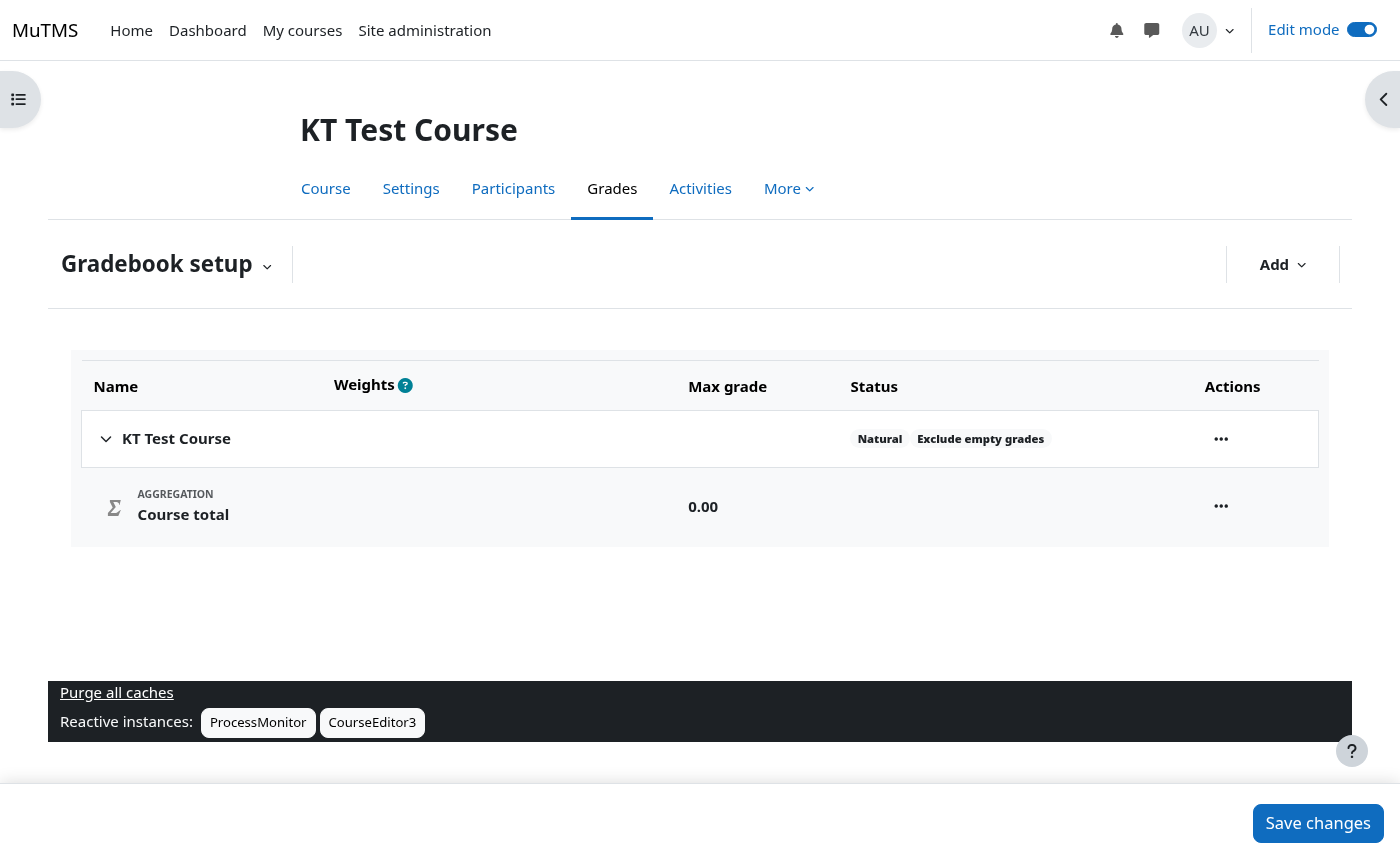 MuTMS Home Dashboard My courses Site administration AU Edit mode
KT Test Course
Course Settings Participants Grades Activities More
Gradebook setup Add
Name Weights ? Max grade Status Actions
KT Test Course Natural Exclude empty grades
AGGREGATION
Course total 0.00
Purge all caches
Reactive instances: ProcessMonitor CourseEditor3
?
Save changes